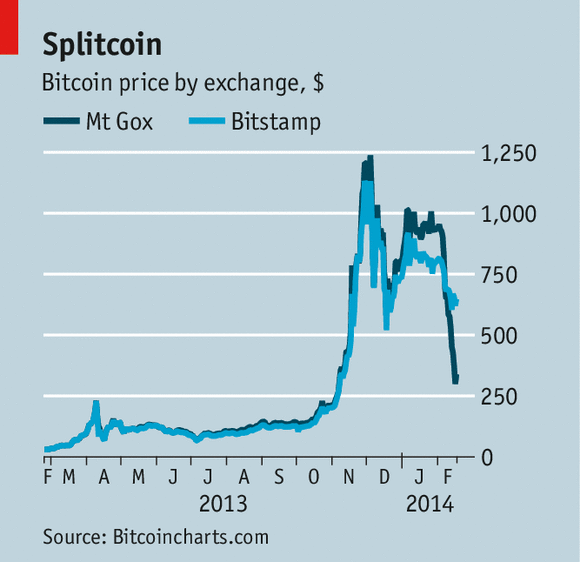 Splitcoin
Bitcoin price by exchange, $
Mt Gox Bitstamp
1,250
1,000
750
500
250
0
F M A M J J A S O N D J F
2013 2014
Source: Bitcoincharts.com